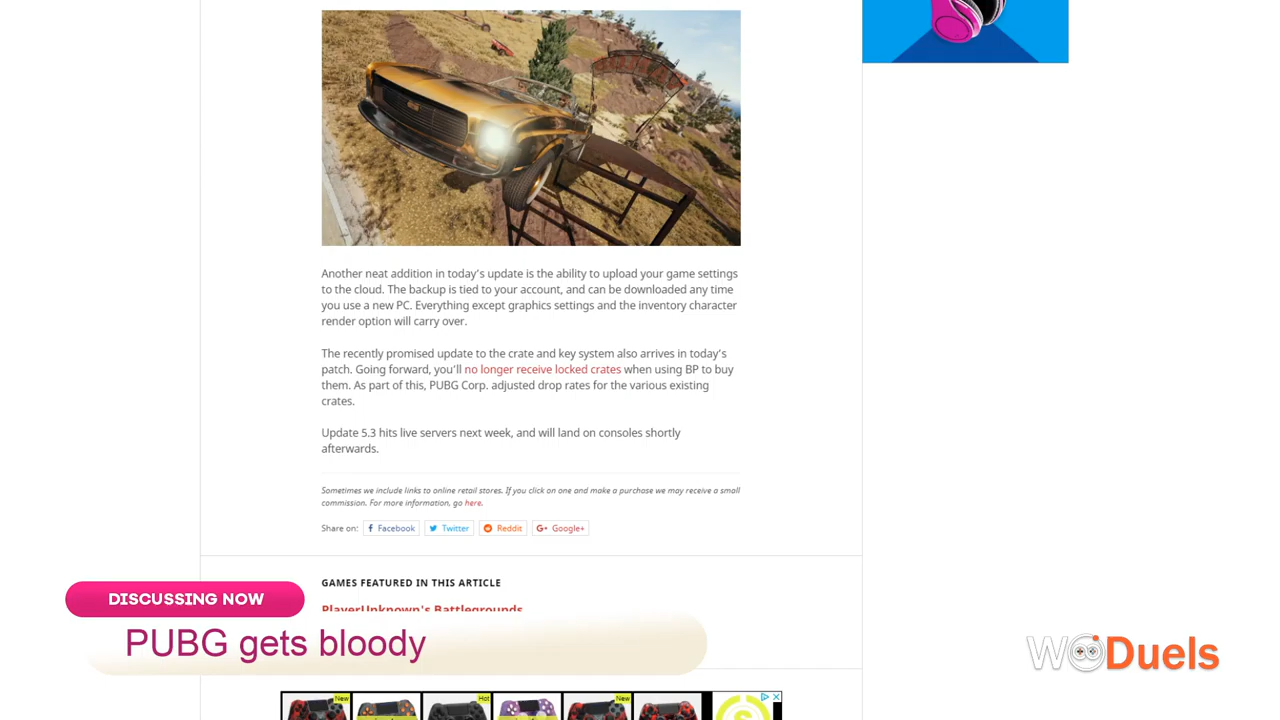 Another neat addition in today's update is the ability to upload your game settings
to the cloud. The backup is tied to your account, and can be downloaded any time
you use a new PC. Everything except graphics settings and the inventory character
render option will carry over.
The recently promised update to the crate and key system also arrives in today's
patch. Going forward, you'll no longer receive locked crates when using BP to buy
them. As part of this, PUBG Corp. adjusted drop rates for the various existing
crates.
Update 5.3 hits live servers next week, and will land on consoles shortly
afterwards.
Sometimes we include links to online retail stores. If you click on one and make a purchase we may receive a small
commission. For more information, go here.
Share on: Facebook Twitter Reddit Google+
GAMES FEATURED IN THIS ARTICLE
PlayerUnknown's Battlegrounds
DISCUSSING NOW
PUBG gets bloody
WooDuels
New Hot New